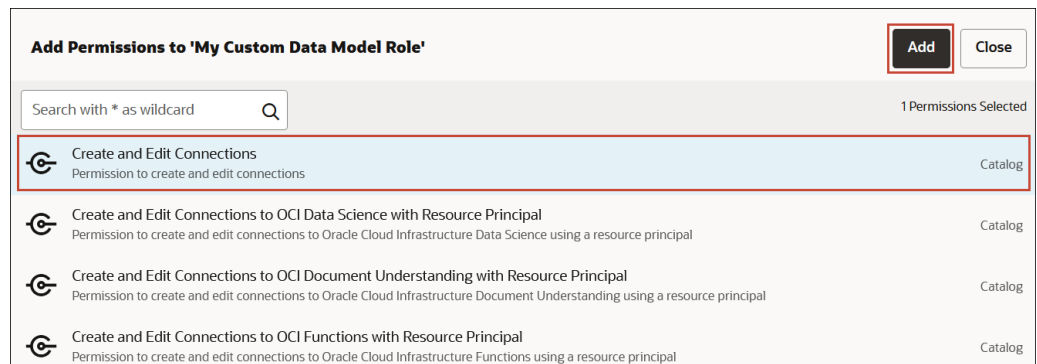 Add Permissions to 'My Custom Data Model Role'
Add
Close
Search with * as wildcard
1 Permissions Selected
Create and Edit Connections
Permission to create and edit connections
Catalog
Create and Edit Connections to OCI Data Science with Resource Principal
Permission to create and edit connections to Oracle Cloud Infrastructure Data Science using a resource principal
Catalog
Create and Edit Connections to OCI Document Understanding with Resource Principal
Permission to create and edit connections to Oracle Cloud Infrastructure Document Understanding using a resource principal
Catalog
Create and Edit Connections to OCI Functions with Resource Principal
Permission to create and edit connections to Oracle Cloud Infrastructure Functions using a resource principal
Catalog